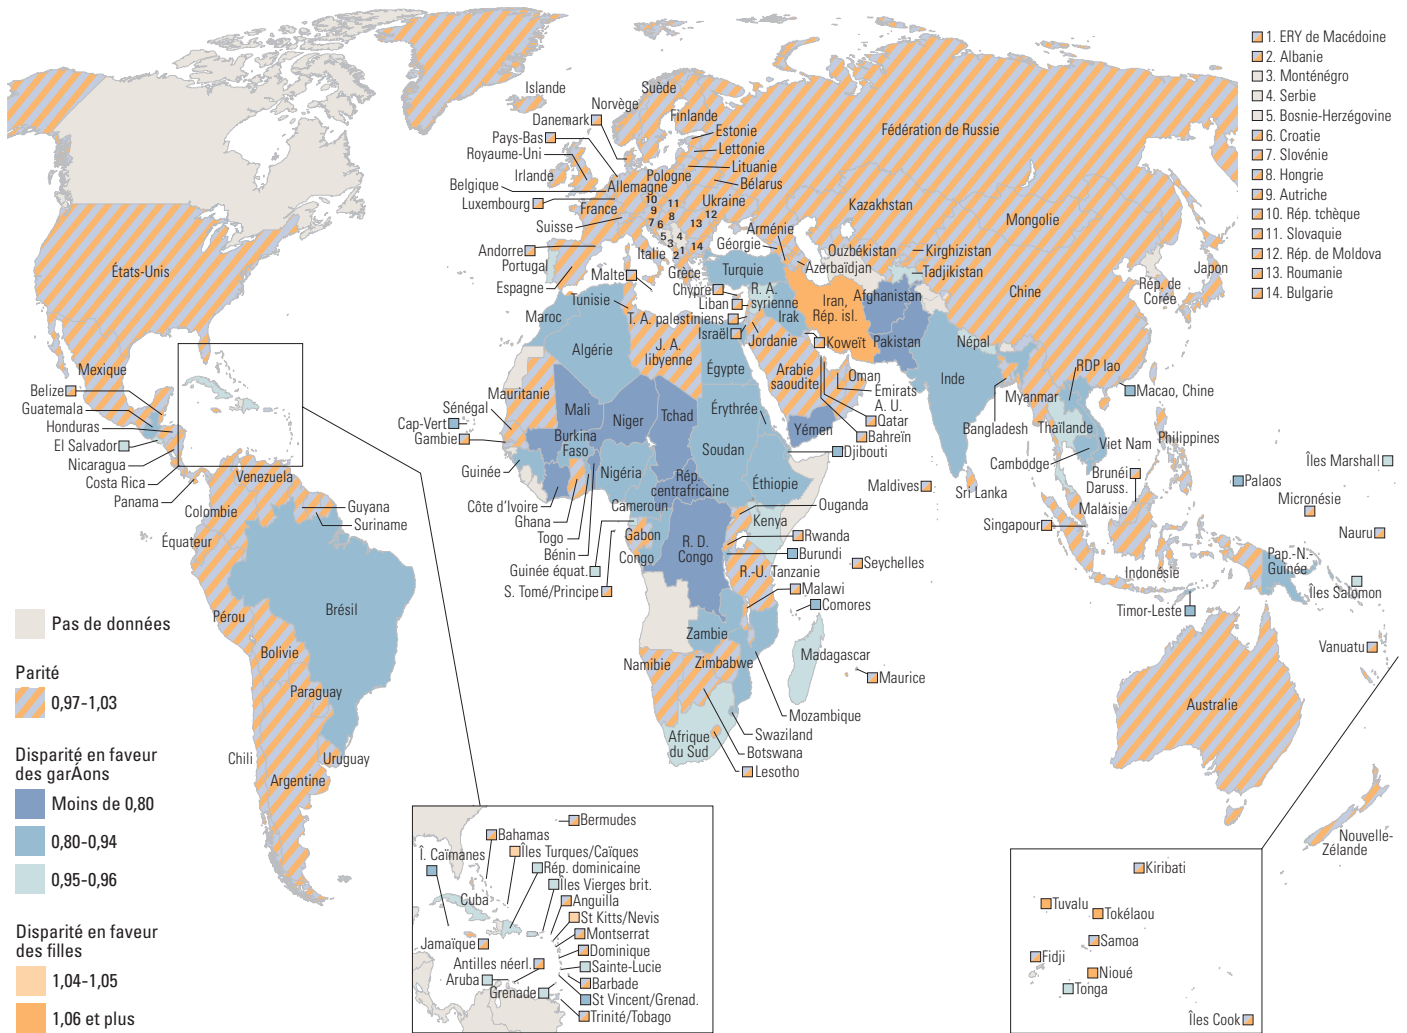 1. ERY de Macédoine
2. Albanie
3. Monténégro
4. Serbie
5. Bosnie-Herzégovine
6. Croatie
7. Slovénie
8. Hongrie
9. Autriche
10. Rép. tchèque
11. Slovaquie
12. Rép. de Moldova
13. Roumanie
14. Bulgarie
Islande
Norvège
Suède
Finlande
Danemark
Pays-Bas
Royaume-Uni
Irlande
Belgique
Luxembourg
Allemagne
Pologne
Estonie
Lettonie
Lituanie
Bélarus
Ukraine
France
Suisse
Andorre
Portugal
Espagne
Italie
Malte
Grèce
10
11
9
8
12
7
6
13
5
4
3
1
14
2
Fédération de Russie
Kazakhstan
Mongolie
Arménie
Géorgie
Ouzbékistan
Kirghizistan
Azerbaïdjan
Tadjikistan
Chine
Rép. de
Corée
Japon
Turquie
Chypre
Liban
R. A.
syrienne
T. A. palestiniens
Israël
Irak
Jordanie
Iran,
Rép. isl.
Afghanistan
Koweït
Pakistan
Népal
Inde
RDP lao
Macao, Chine
Arabie
saoudite
Oman
Émirats
A. U.
Qatar
Bahreïn
Yémen
Djibouti
Bangladesh
Myanmar
Thaïlande
Viet Nam
Cambodge
Philippines
Brunéi
Daruss.
Malaisie
Singapour
Indonésie
Sri Lanka
Maldives
Îles Marshall
Palaos
Micronésie
Nauru
Pap.-N.-
Guinée
Îles Salomon
Timor-Leste
Vanuatu
Australie
Nouvelle-
Zélande
États-Unis
Mexique
Belize
Guatemala
Honduras
El Salvador
Nicaragua
Costa Rica
Panama
Venezuela
Colombie
Guyana
Suriname
Équateur
Brésil
Pérou
Bolivie
Paraguay
Chili
Uruguay
Argentine
Tunisie
Maroc
Algérie
J. A.
libyenne
Égypte
Mauritanie
Mali
Niger
Tchad
Érythrée
Soudan
Sénégal
Cap-Vert
Gambie
Burkina
Faso
Guinée
Nigéria
Rép.
centrafricaine
Éthiopie
Côte d'Ivoire
Ghana
Togo
Bénin
Cameroun
Guinée équat.
S. Tomé/Principe
Gabon
Congo
R. D.
Congo
Ouganda
Kenya
Rwanda
Burundi
R.-U. Tanzanie
Seychelles
Malawi
Comores
Zambie
Madagascar
Maurice
Namibie
Zimbabwe
Mozambique
Swaziland
Botswana
Lesotho
Afrique
du Sud
Pas de données
Parité
0,97-1,03
Disparité en faveur
des garÁons
Moins de 0,80
0,80-0,94
0,95-0,96
Disparité en faveur
des filles
1,04-1,05
1,06 et plus
Bermudes
Bahamas
Îles Turques/Caïques
Î. Caïmanes
Rép. dominicaine
Îles Vierges brit.
Cuba
Anguilla
St Kitts/Nevis
Montserrat
Jamaïque
Dominique
Antilles néerl.
Sainte-Lucie
Aruba
Barbade
Grenade
St Vincent/Grenad.
Trinité/Tobago
Kiribati
Tuvalu
Tokélaou
Samoa
Fidji
Nioué
Tonga
Îles Cook